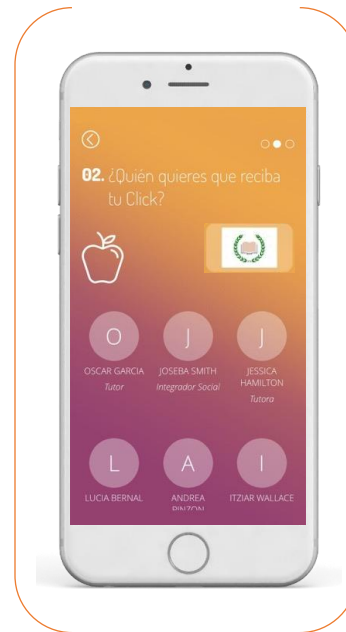 02. ¿Quién quieres que reciba
tu Click?
O
J
J
OSCAR GARCIA
JOSEBA SMITH
JESSICA
HAMILTON
Tutor
Integrador Social
Tutora
L
A
I
LUCIA BERNAL
ANDREA
PINZON
ITZIAR WALLACE